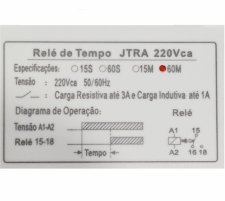 Relé de Tempo JTRA 220Vca
Especificações: 15S 60S 15M 60M
Tensão : 220Vca 50/60Hz
: Carga Resistiva até 3A e Carga Indutiva até 1A
Diagrama de Operação: Relé
Tensão A1-A2
Relé 15-18
Tempo
A1 15
A2 16 18